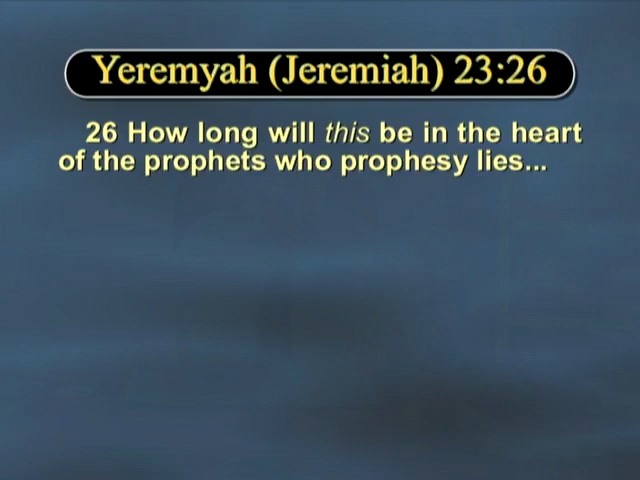 Yeremyah (Jeremiah) 23:26
26 How long will this be in the heart
of the prophets who prophesy lies...